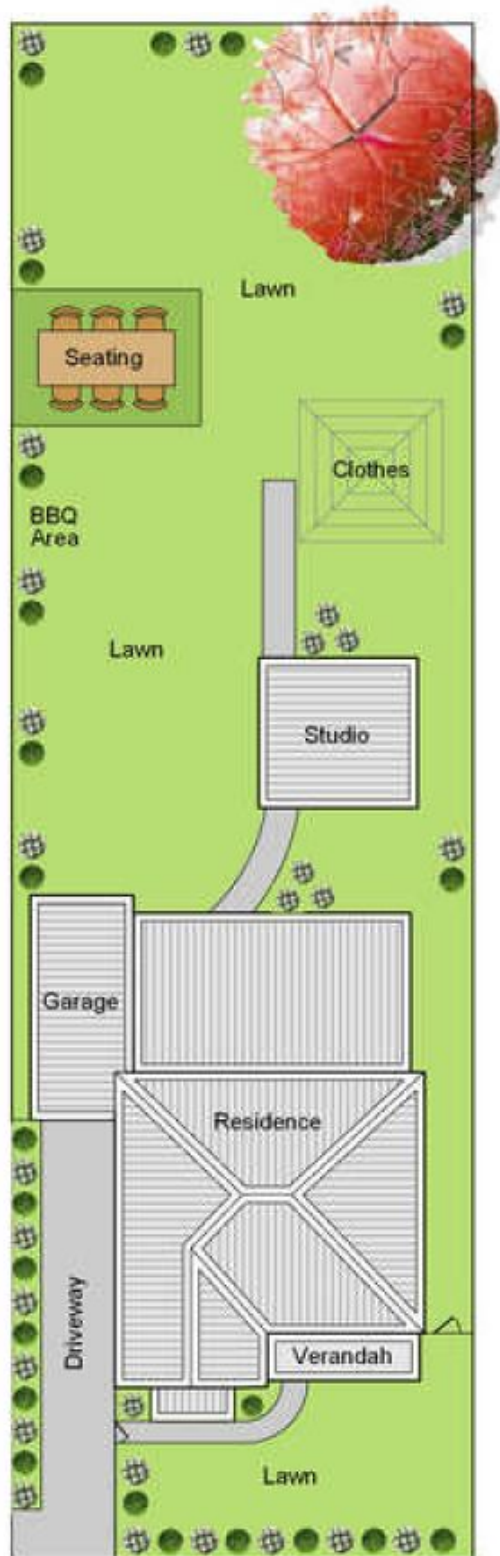 Lawn
Seating
Clothes
BBQ
Area
Lawn
Studio
Garage
Residence
Driveway
Verandah
Lawn